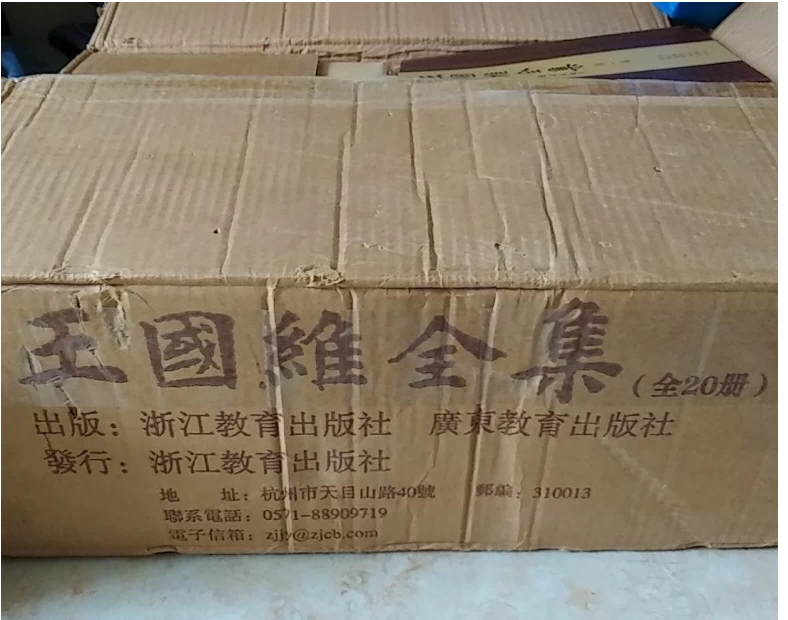 王國維全集（全20册）
出版：浙江教育出版社　廣東教育出版社
發行：浙江教育出版社
地　址：杭州市天目山路40號　郵編：310013
聯系電話：0571-88909719
電子信箱：zjjy@zjcb.com